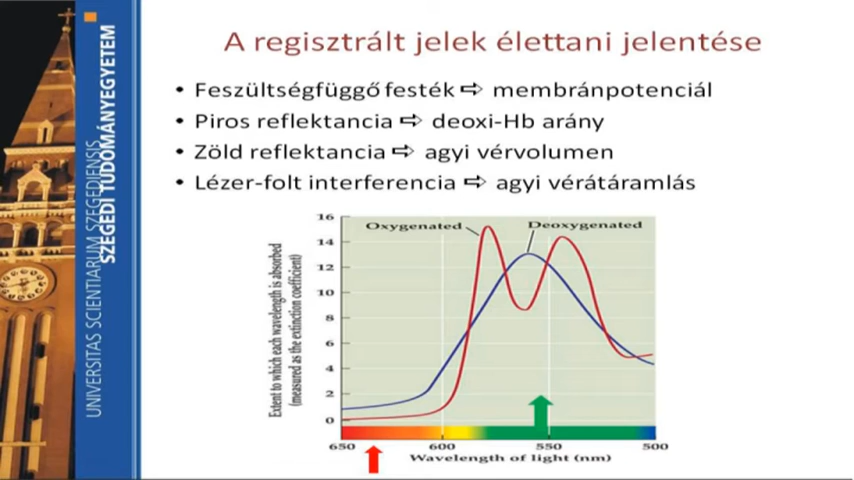 A regisztrált jelek élettani jelentése
• Feszültségfüggő festék ⇨ membránpotenciál
• Piros reflektancia ⇨ deoxi-Hb arány
• Zöld reflektancia ⇨ agyi vérvolumen
• Lézer-folt interferencia ⇨ agyi vérátáramlás
UNIVERSITAS SCIENTIARUM SZEGEDIENSIS
SZEGEDI TUDOMÁNYEGYETEM
Extent to which each wavelength is absorbed
(measured as the extinction coefficient)
16
14
12
10
8
6
4
2
0
Oxygenated
Deoxygenated
650 600 550 500
Wavelength of light (nm)